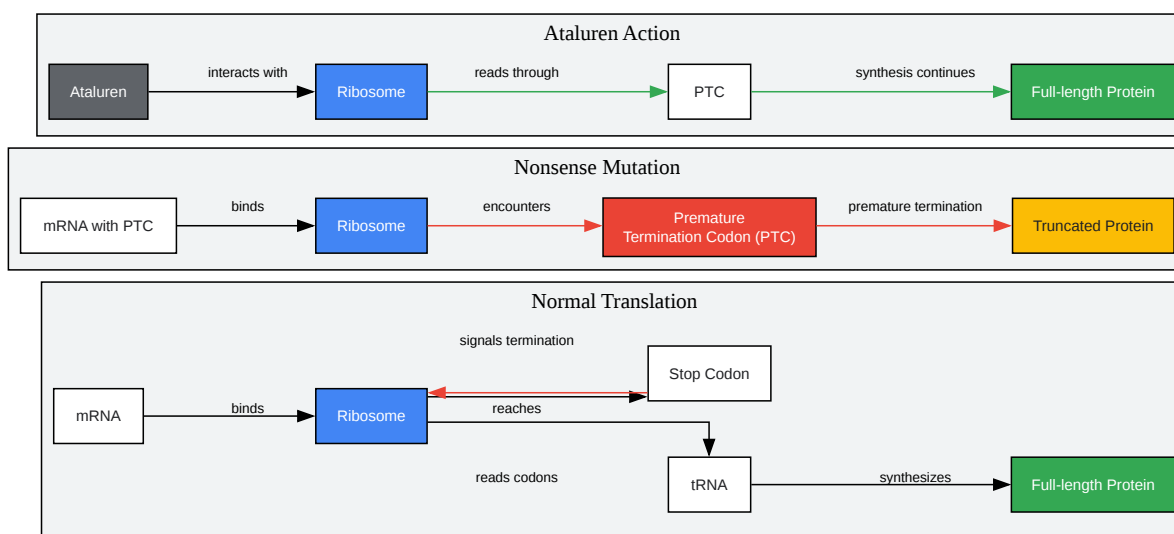 Ataluren Action
Ataluren
interacts with
Ribosome
reads through
PTC
synthesis continues
Full-length Protein
Nonsense Mutation
mRNA with PTC
binds
Ribosome
encounters
Premature
Termination Codon (PTC)
premature termination
Truncated Protein
Normal Translation
signals termination
Stop Codon
mRNA
binds
Ribosome
reaches
reads codons
tRNA
synthesizes
Full-length Protein